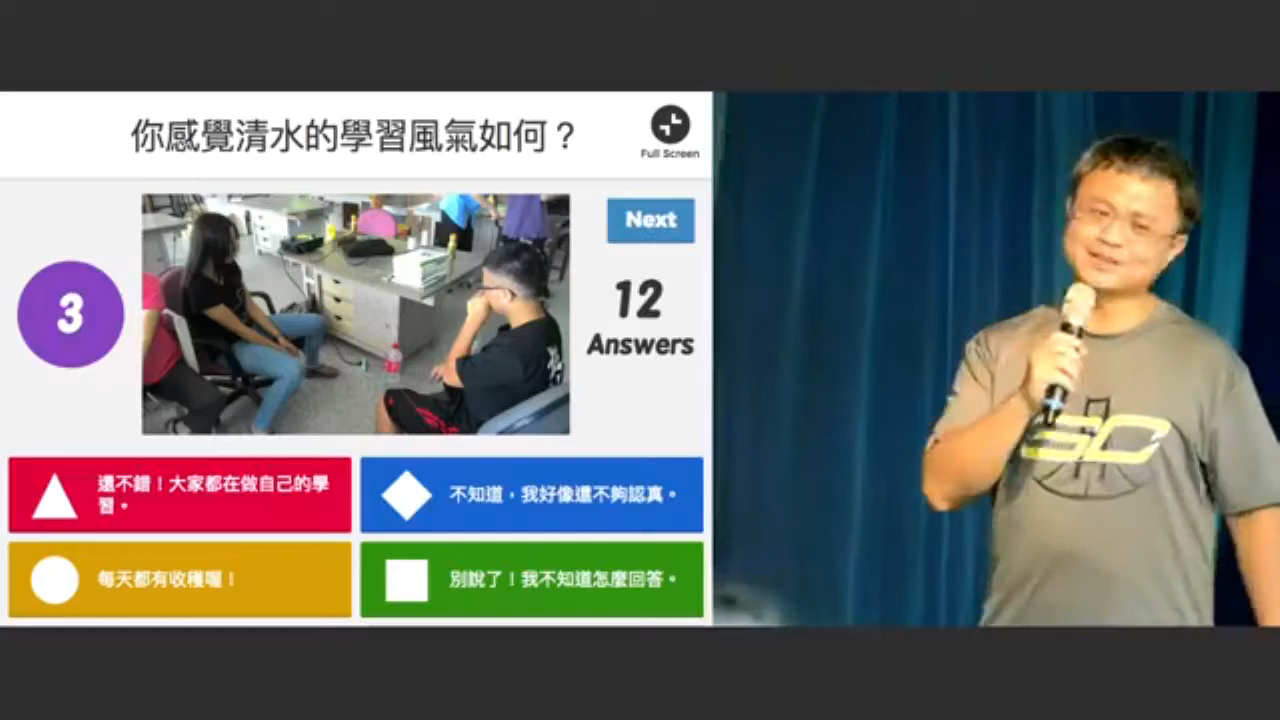 你感覺清水的學習風氣如何？
Full Screen
Next
3
12
Answers
還不錯！大家都在做自己的學
習。
不知道，我好像還不夠認真。
每天都有收穫喔！
別說了！我不知道怎麼回答。